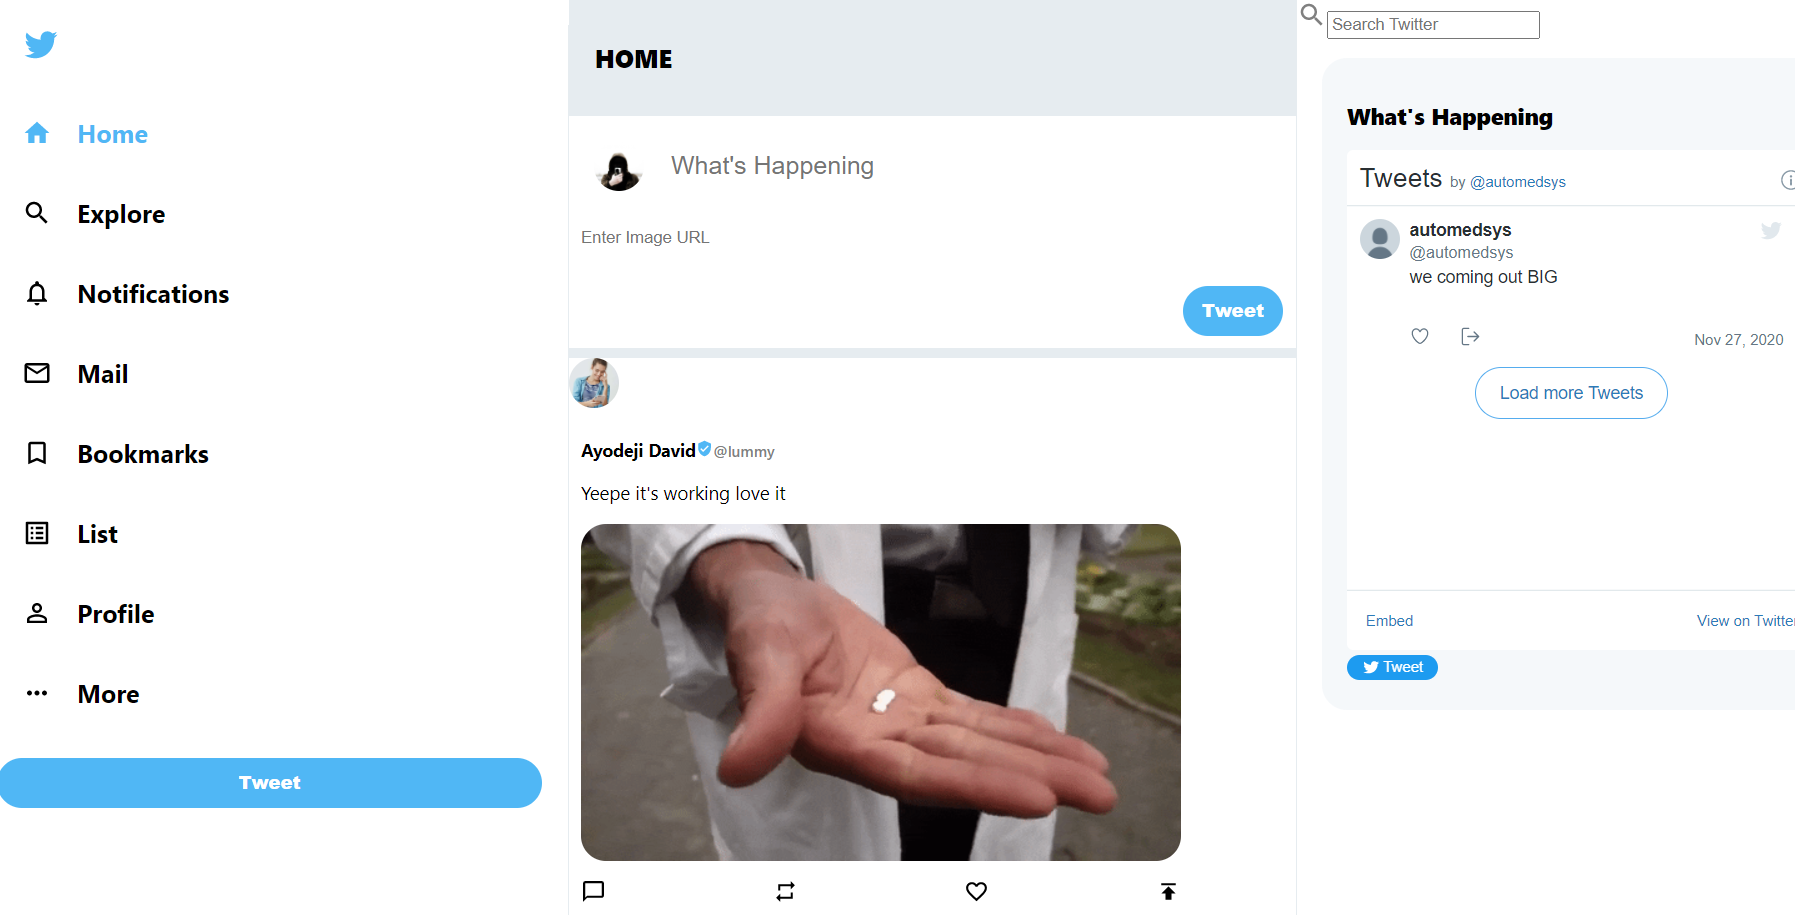 Home
Explore
Notifications
Mail
Bookmarks
List
Profile
More
Tweet
HOME
What's Happening
Enter Image URL
Tweet
Ayodeji David @lummy
Yeepe it's working love it
Search Twitter
What's Happening
Tweets by @automedsys
automedsys
@automedsys
we coming out BIG
Nov 27, 2020
Load more Tweets
Embed
View on Twitter
Tweet